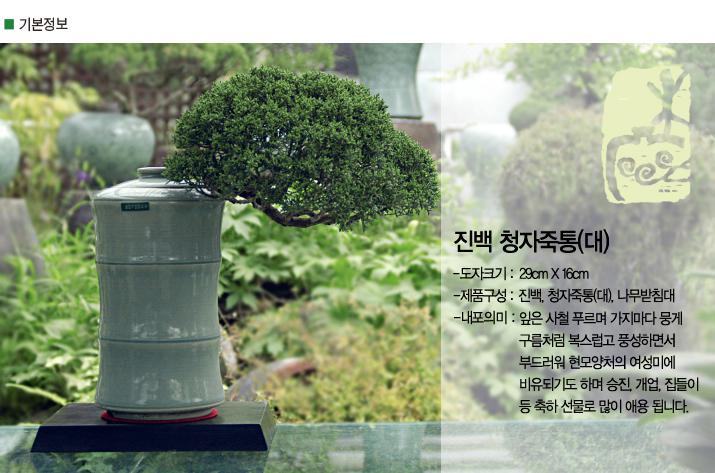 기본정보
진백 청자죽통(대)
-도자크기 : 29cm X 16cm
-제품구성 : 진백, 청자죽통(대), 나무받침대
-내포의미 : 잎은 사철 푸르며 가지마다 뭉게
구름처럼 복스럽고 풍성하면서
부드러워 현모양처의 여성미에
비유되기도 하며 승진, 개업, 집들이
등 축하 선물로 많이 애용 됩니다.